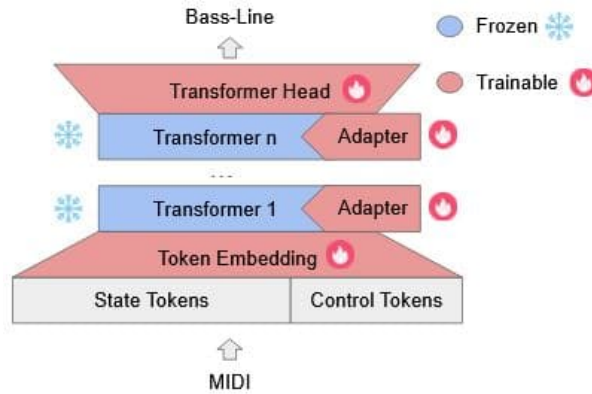 Bass-Line
Frozen
Trainable
Transformer Head
Transformer n
Adapter
...
Transformer 1
Adapter
Token Embedding
State Tokens
Control Tokens
MIDI